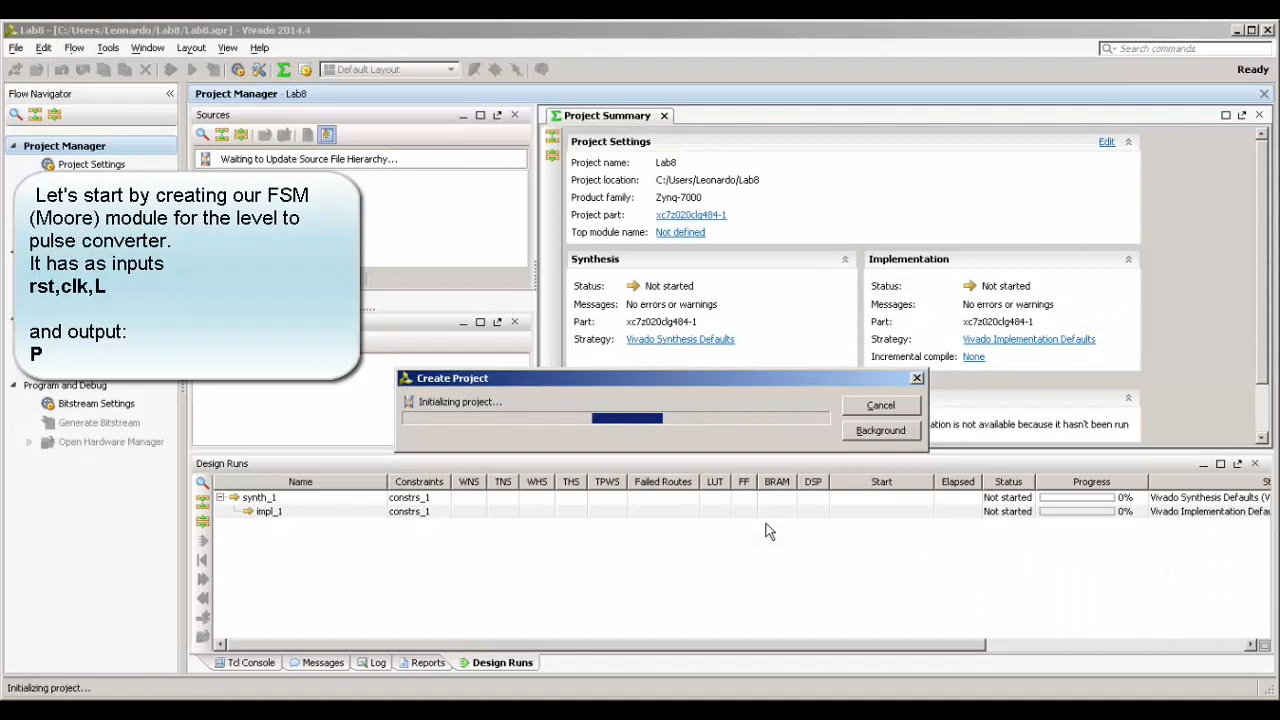 Lab8 - [C:/Users/Leonardo/Lab8/Lab8.xpr] - Vivado 2014.4
File Edit Flow Tools Window Layout View Help
Search commands
Default Layout
Ready
Flow Navigator
Project Manager - Lab8
Project Manager
Project Settings
Sources
Waiting to Update Source File Hierarchy...
Let's start by creating our FSM
(Moore) module for the level to
pulse converter.
It has as inputs
rst,clk,L
and output:
P
Project Summary
Project Settings
Edit
Project name: Lab8
Project location: C:/Users/Leonardo/Lab8
Product family: Zynq-7000
Project part: xc7z020clg484-1
Top module name: Not defined
Synthesis
Status: Not started
Messages: No errors or warnings
Part: xc7z020clg484-1
Strategy: Vivado Synthesis Defaults
Implementation
Status: Not started
Messages: No errors or warnings
Part: xc7z020clg484-1
Strategy: Vivado Implementation Defaults
Incremental compile: None
Create Project
Initializing project...
Cancel
Background
is not available because it hasn't been run
Program and Debug
Bitstream Settings
Generate Bitstream
Open Hardware Manager
Design Runs
Name Constraints WNS TNS WHS THS TPWS Failed Routes LUT FF BRAM DSP Start Elapsed Status Progress
synth_1 constrs_1 Not started 0% Vivado Synthesis Defaults (V
impl_1 constrs_1 Not started 0% Vivado Implementation Defau
Tcl Console Messages Log Reports Design Runs
Initializing project...